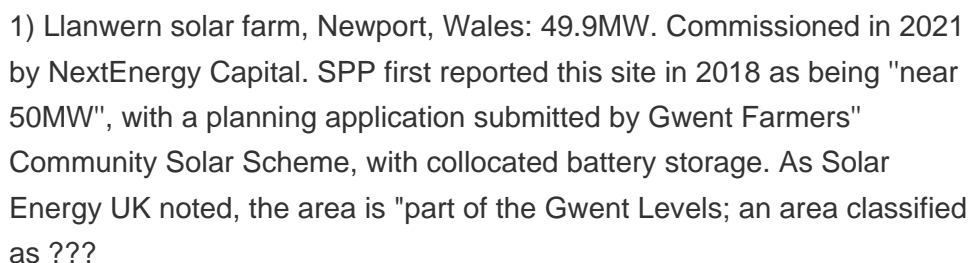 1) Llanwern solar farm, Newport, Wales: 49.9MW. Commissioned in 2021
by NextEnergy Capital. SPP first reported this site in 2018 as being "near
50MW", with a planning application submitted by Gwent Farmers"
Community Solar Scheme, with collocated battery storage. As Solar
Energy UK noted, the area is "part of the Gwent Levels; an area classified
as ???